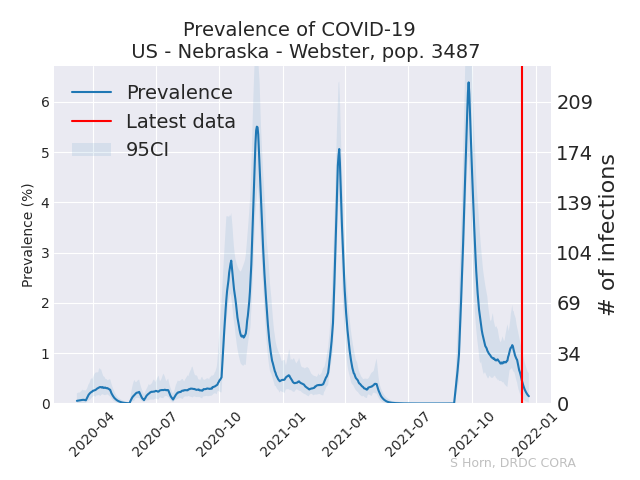 Prevalence of COVID-19
US - Nebraska - Webster, pop. 3487
Prevalence
Latest data
95CI
Prevalence (%)
6
5
4
3
2
1
0
209
174
139
104
69
34
0
# of infections
2020-04
2020-07
2020-10
2021-01
2021-04
2021-07
2021-10
2022-01
S Horn, DRDC CORA